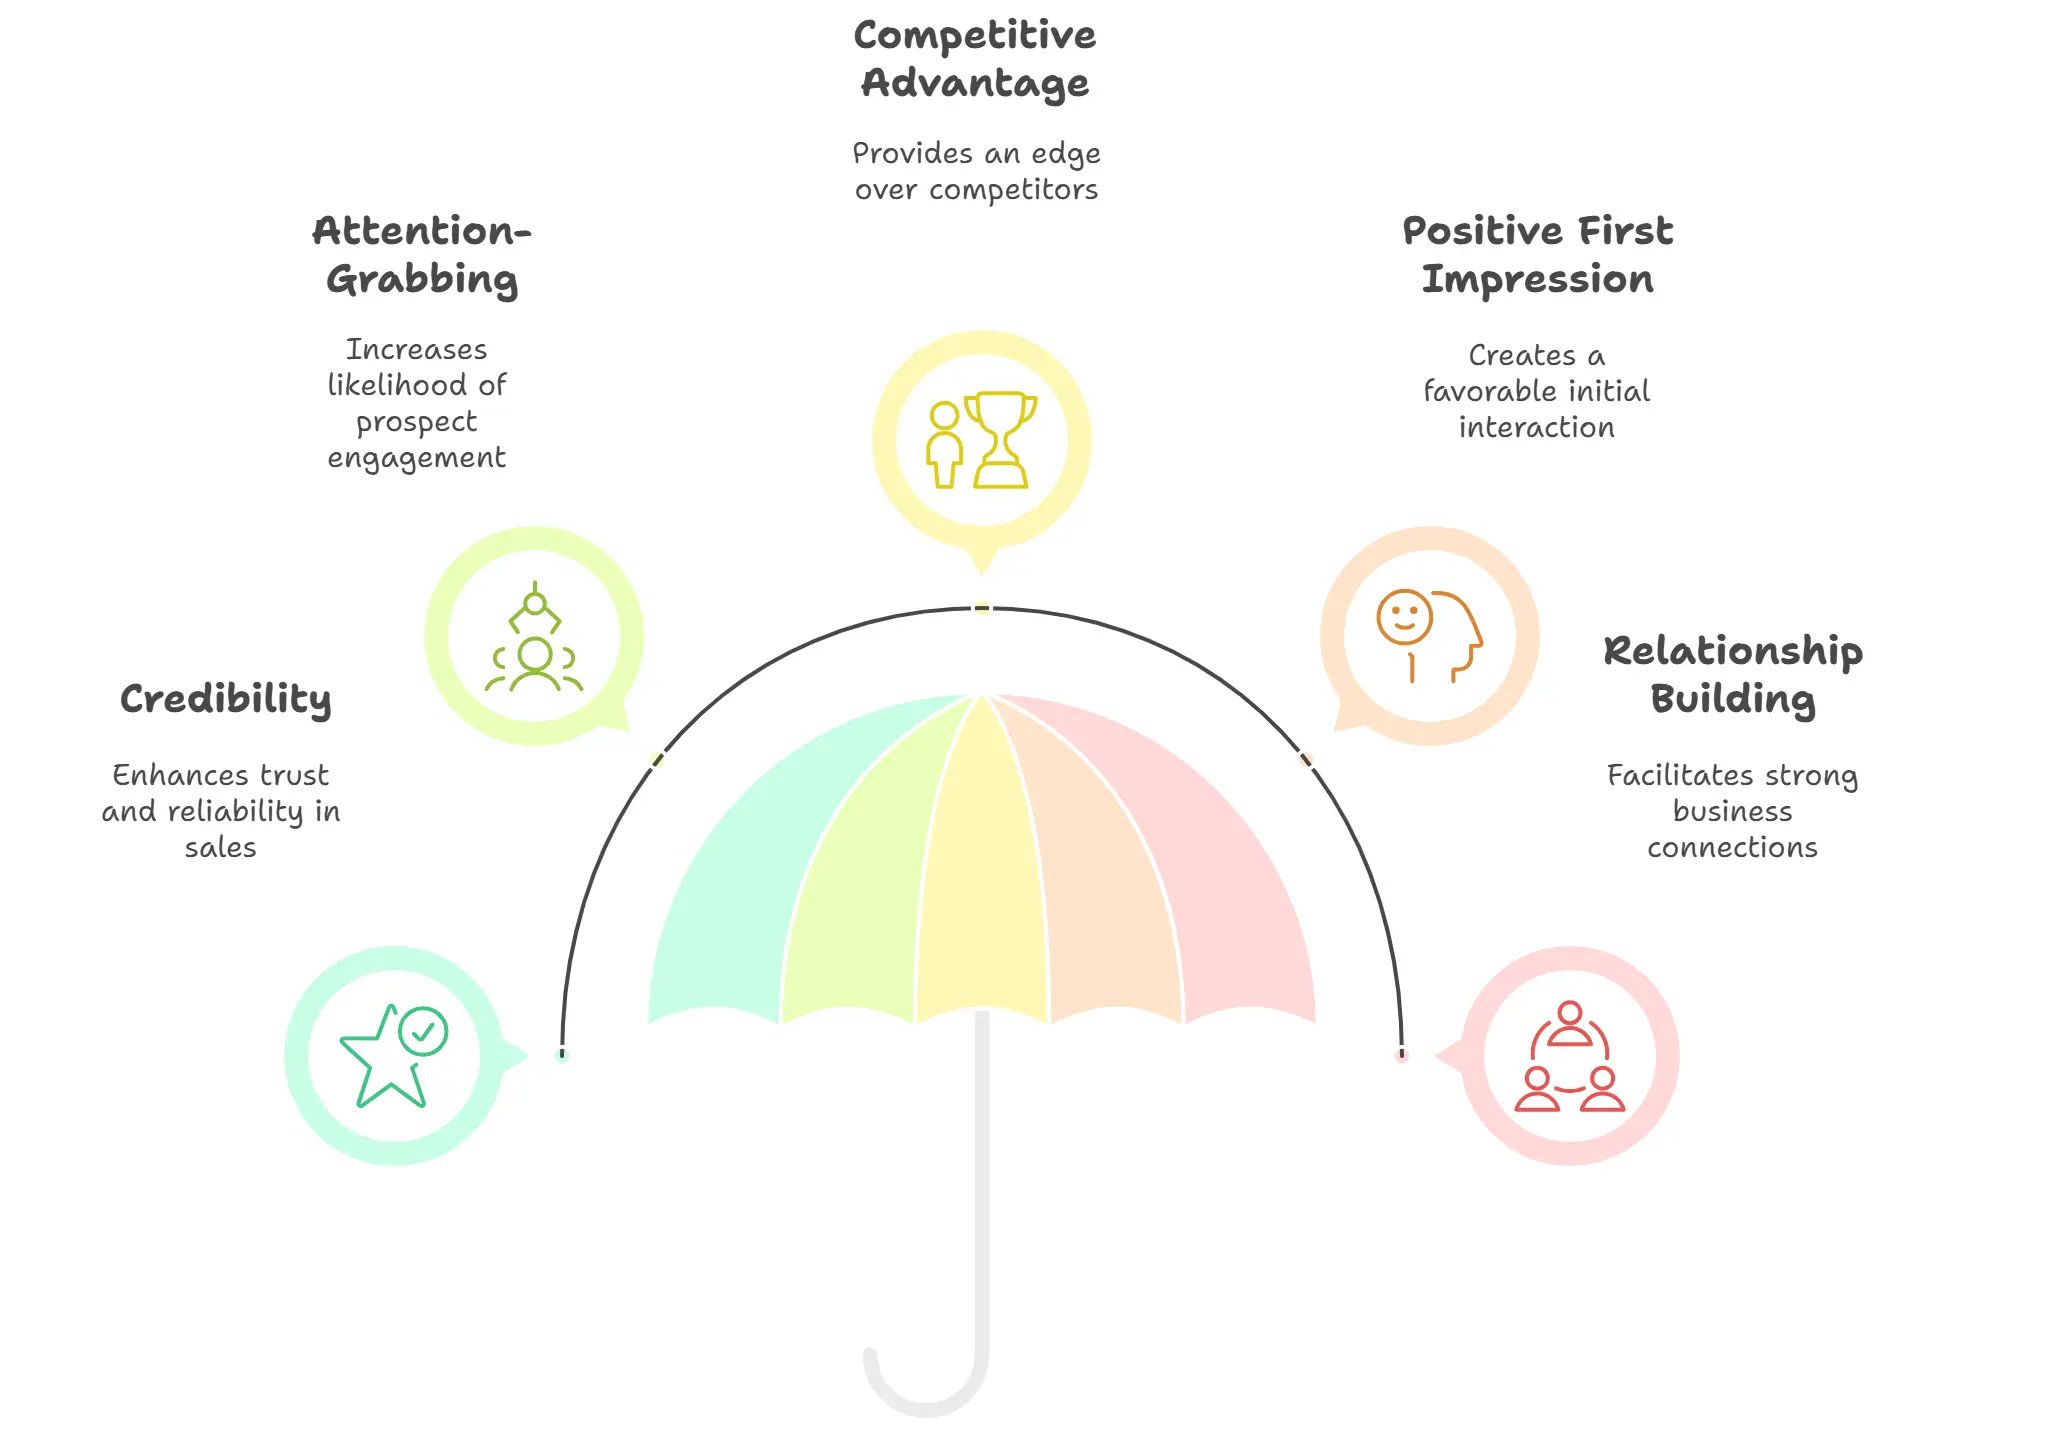 Competitive
Advantage
Provides an edge
over competitors
Attention-
Grabbing
Increases
likelihood of
prospect
engagement
Positive First
Impression
Creates a
favorable initial
interaction
Credibility
Enhances trust
and reliability in
sales
Relationship
Building
Facilitates strong
business
connections